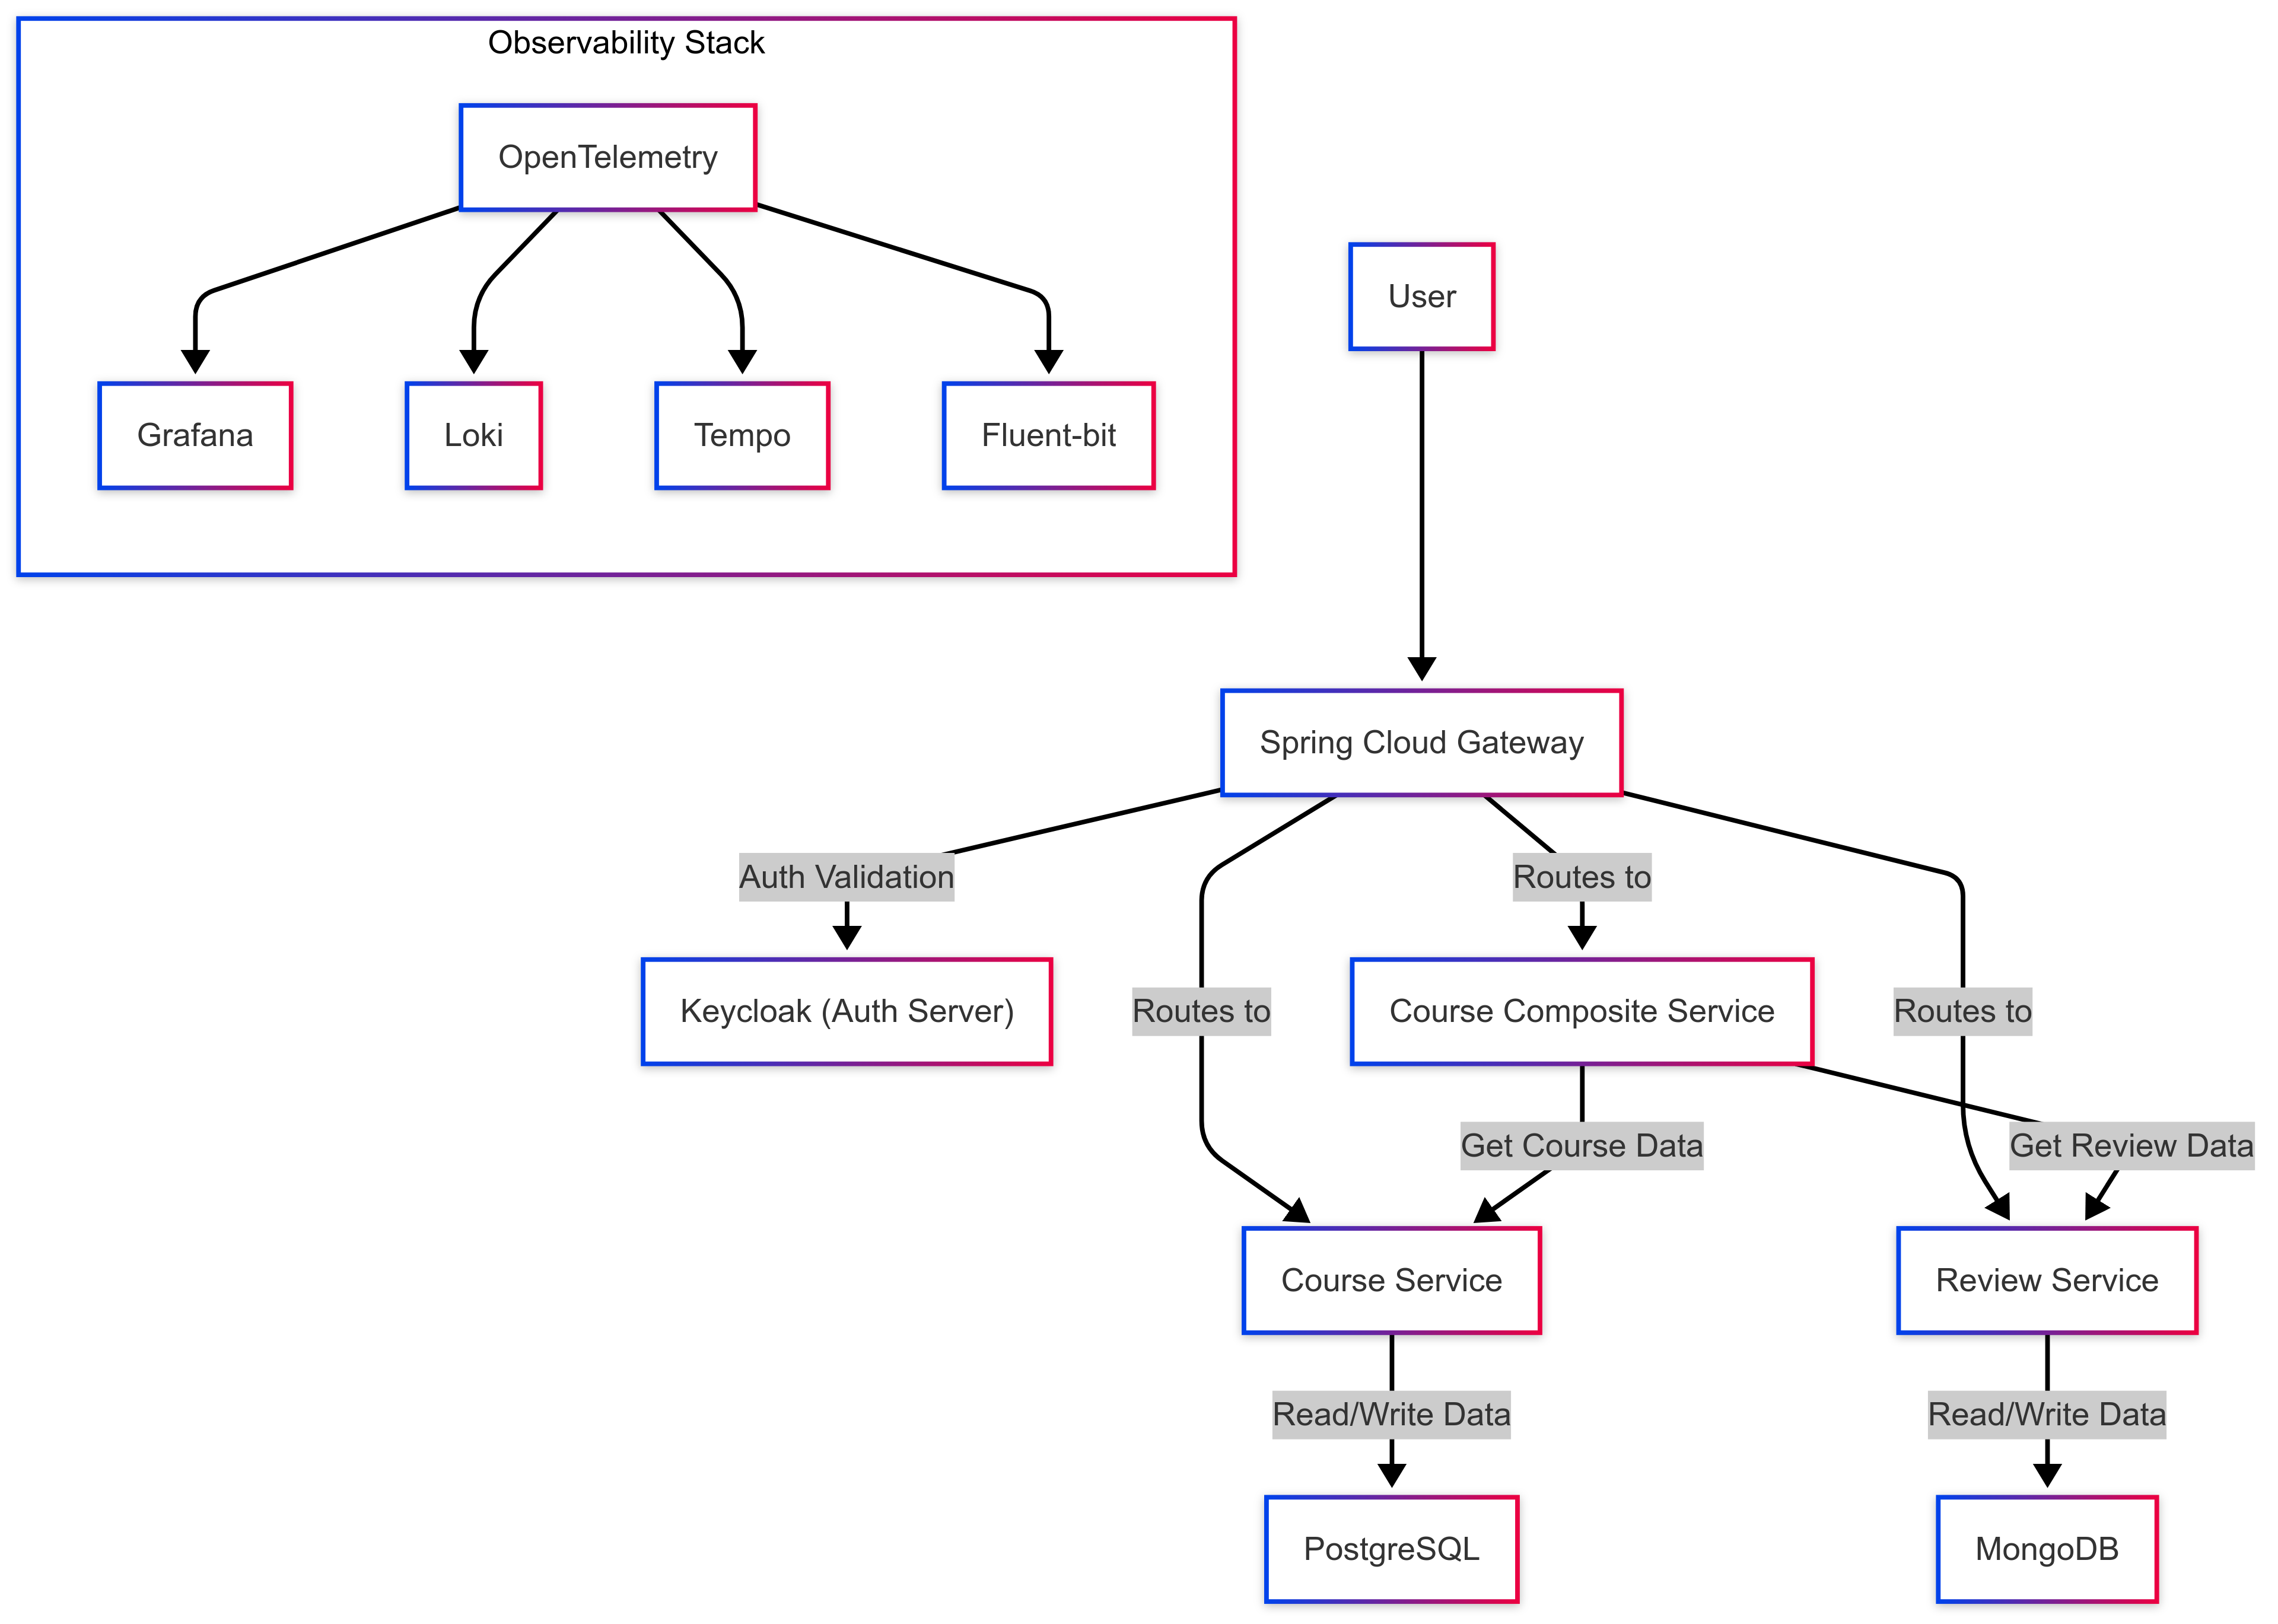 Observability Stack
OpenTelemetry
Grafana
Loki
Tempo
Fluent-bit
User
Spring Cloud Gateway
Auth Validation
Routes to
Keycloak (Auth Server)
Routes to
Course Composite Service
Routes to
Get Course Data
Get Review Data
Course Service
Review Service
Read/Write Data
Read/Write Data
PostgreSQL
MongoDB